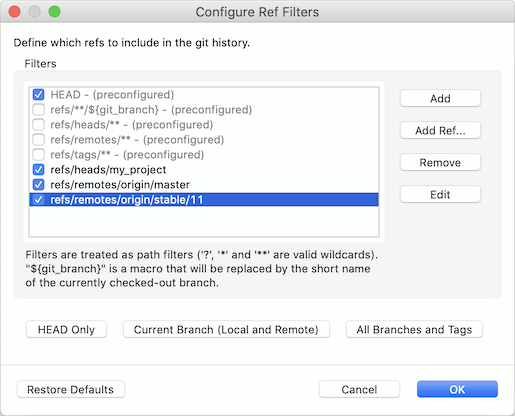 Configure Ref Filters
Define which refs to include in the git history.
Filters
HEAD - (preconfigured)
refs/**/${git_branch} - (preconfigured)
refs/heads/** - (preconfigured)
refs/remotes/** - (preconfigured)
refs/tags/** - (preconfigured)
refs/heads/my_project
refs/remotes/origin/master
refs/remotes/origin/stable/11
Add
Add Ref...
Remove
Edit
Filters are treated as path filters ('?', '*' and '**' are valid wildcards).
"${git_branch}" is a macro that will be replaced by the short name
of the currently checked-out branch.
HEAD Only
Current Branch (Local and Remote)
All Branches and Tags
Restore Defaults
Cancel
OK